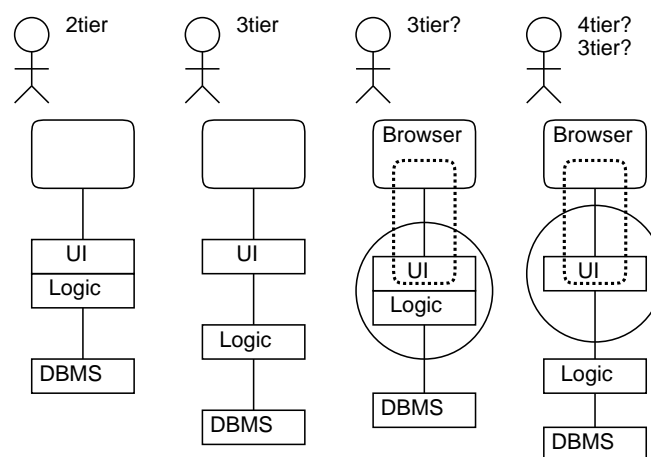 2tier
3tier
3tier?
4tier?
3tier?
Browser
Browser
UI
Logic
DBMS
UI
Logic
DBMS
UI
Logic
DBMS
UI
Logic
DBMS